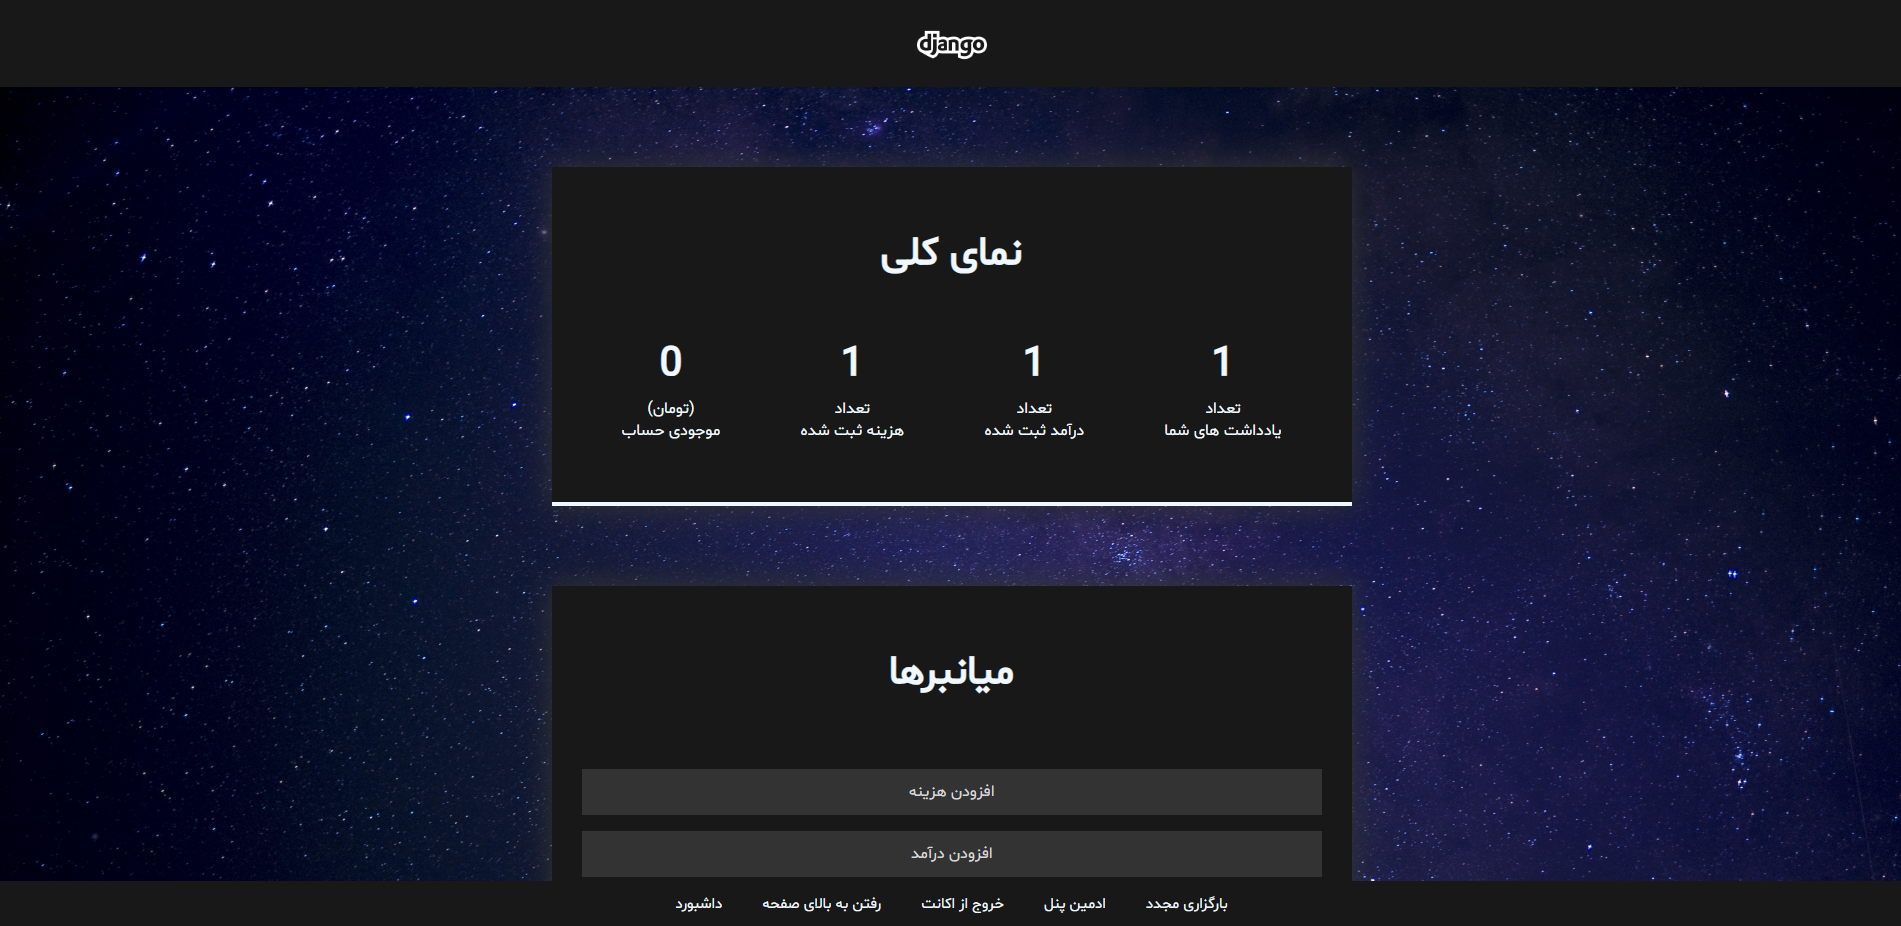 django
نمای کلی
1
تعداد
یادداشت های شما
1
تعداد
درآمد ثبت شده
1
تعداد
هزینه ثبت شده
0
(تومان)
موجودی حساب
میانبرها
افزودن هزینه
افزودن درآمد
بارگزاری مجدد
ادمین پنل
خروج از اکانت
رفتن به بالای صفحه
داشبورد